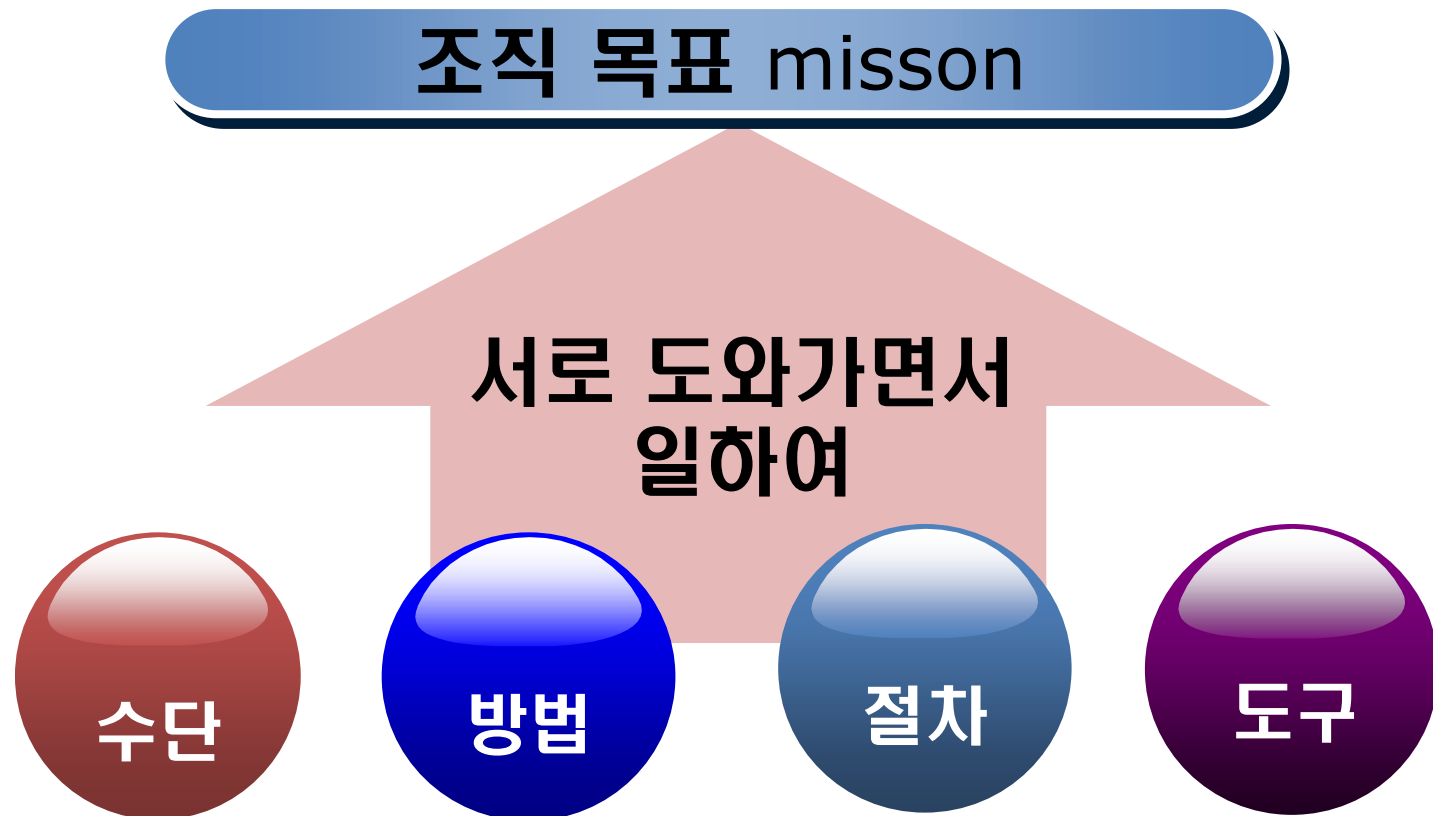 조직 목표 misson
서로 도와가면서
일하여
수단
방법
절차
도구